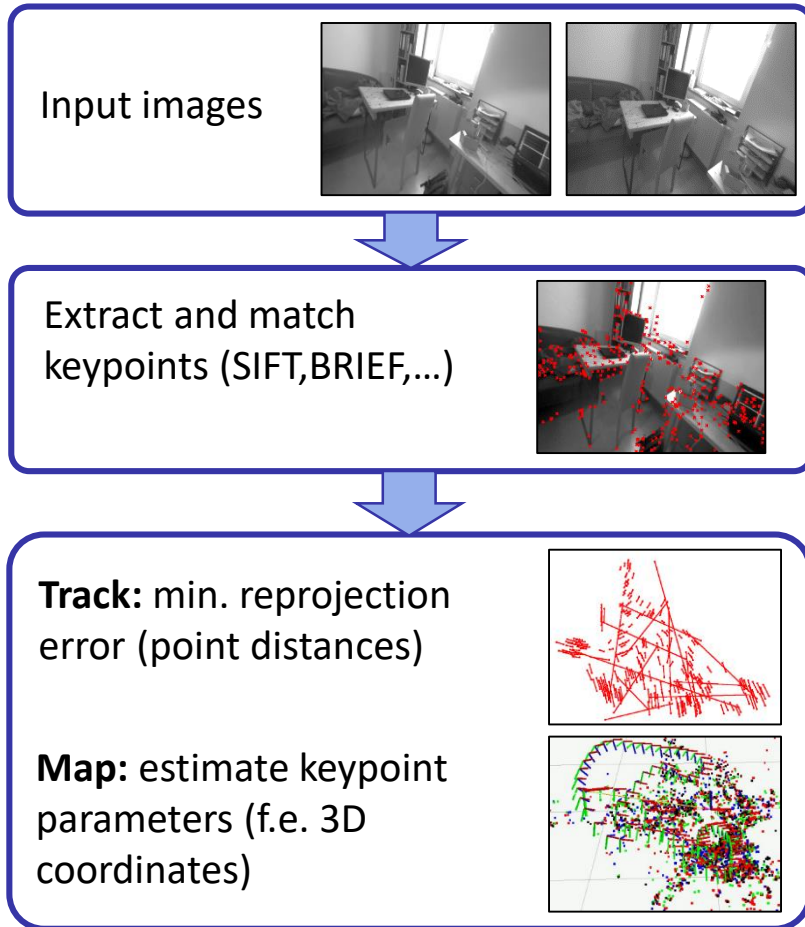 Input images
Extract and match
keypoints (SIFT,BRIEF,...)
Track: min. reprojection
error (point distances)
Map: estimate keypoint
parameters (f.e. 3D
coordinates)